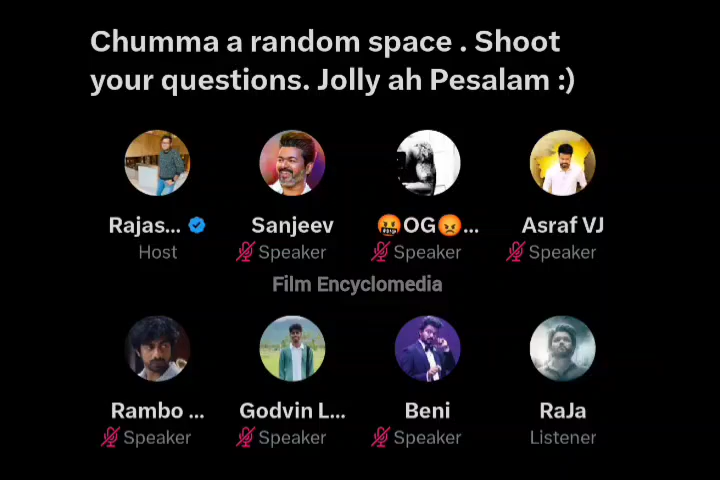 Chumma a random space . Shoot
your questions. Jolly ah Pesalam :)
Rajas... Sanjeev 🤬OG😡... Asraf VJ
Host Speaker Speaker Speaker
Film Encyclomedia
Rambo ... Godvin L... Beni RaJa
Speaker Speaker Speaker Listener